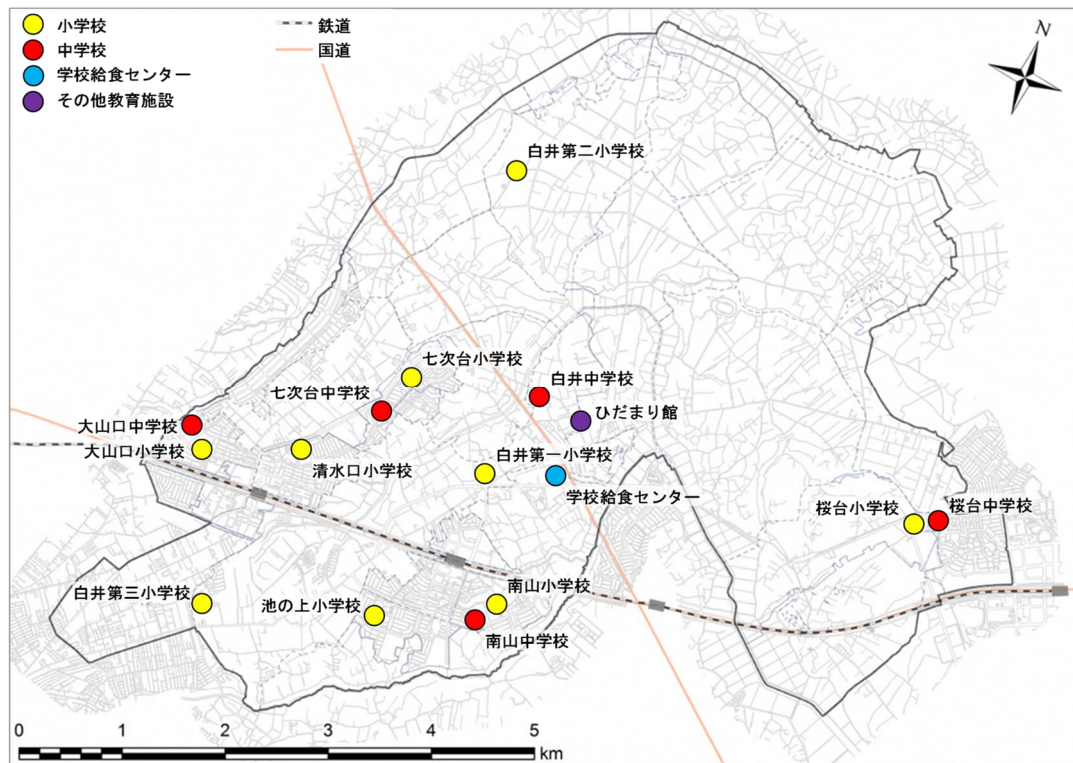 小学校
中学校
学校給食センター
その他教育施設
鉄道
国道
N
白井第二小学校
七次台小学校
七次台中学校
白井中学校
ひだまり館
大山口中学校
大山口小学校
清水口小学校
白井第一小学校
学校給食センター
桜台小学校
桜台中学校
白井第三小学校
池の上小学校
南山小学校
南山中学校
0 1 2 3 4 5
km